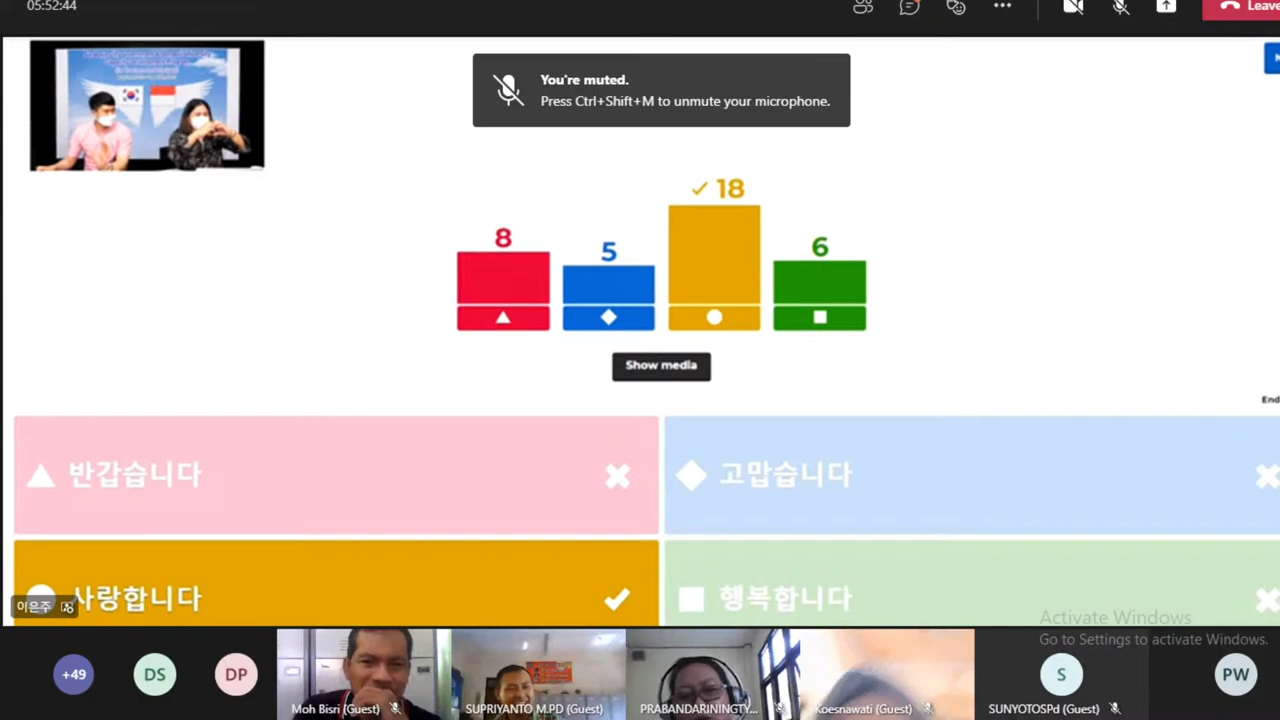 05:52:44
Leave
You're muted.
Press Ctrl+Shift+M to unmute your microphone.
✓ 18
8
5
6
Show media
End
반갑습니다
고맙습니다
사랑합니다
행복합니다
이은주
Activate Windows
Go to Settings to activate Windows.
+49
DS
DP
S
PW
Moh Bisri (Guest)
SUPRIYANTO M.PD (Guest)
PRABANDARININGTY...
Koesnawati (Guest)
SUNYOTOSPd (Guest)